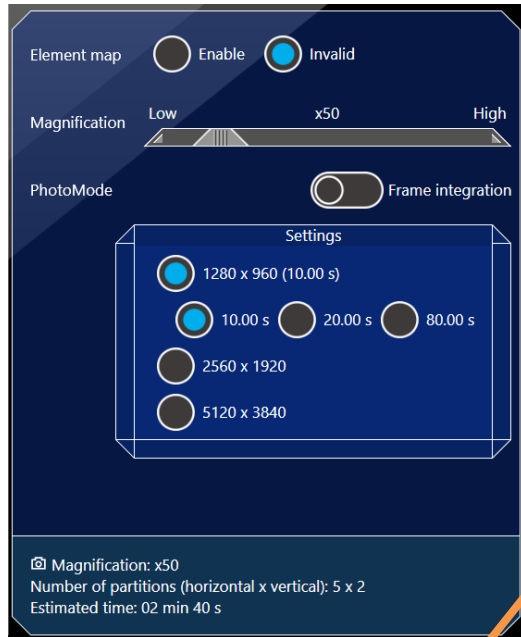 Element map Enable Invalid
Low x50 High
Magnification
PhotoMode Frame integration
Settings
1280 x 960 (10.00 s)
10.00 s 20.00 s 80.00 s
2560 x 1920
5120 x 3840
Magnification: x50
Number of partitions (horizontal x vertical): 5 x 2
Estimated time: 02 min 40 s